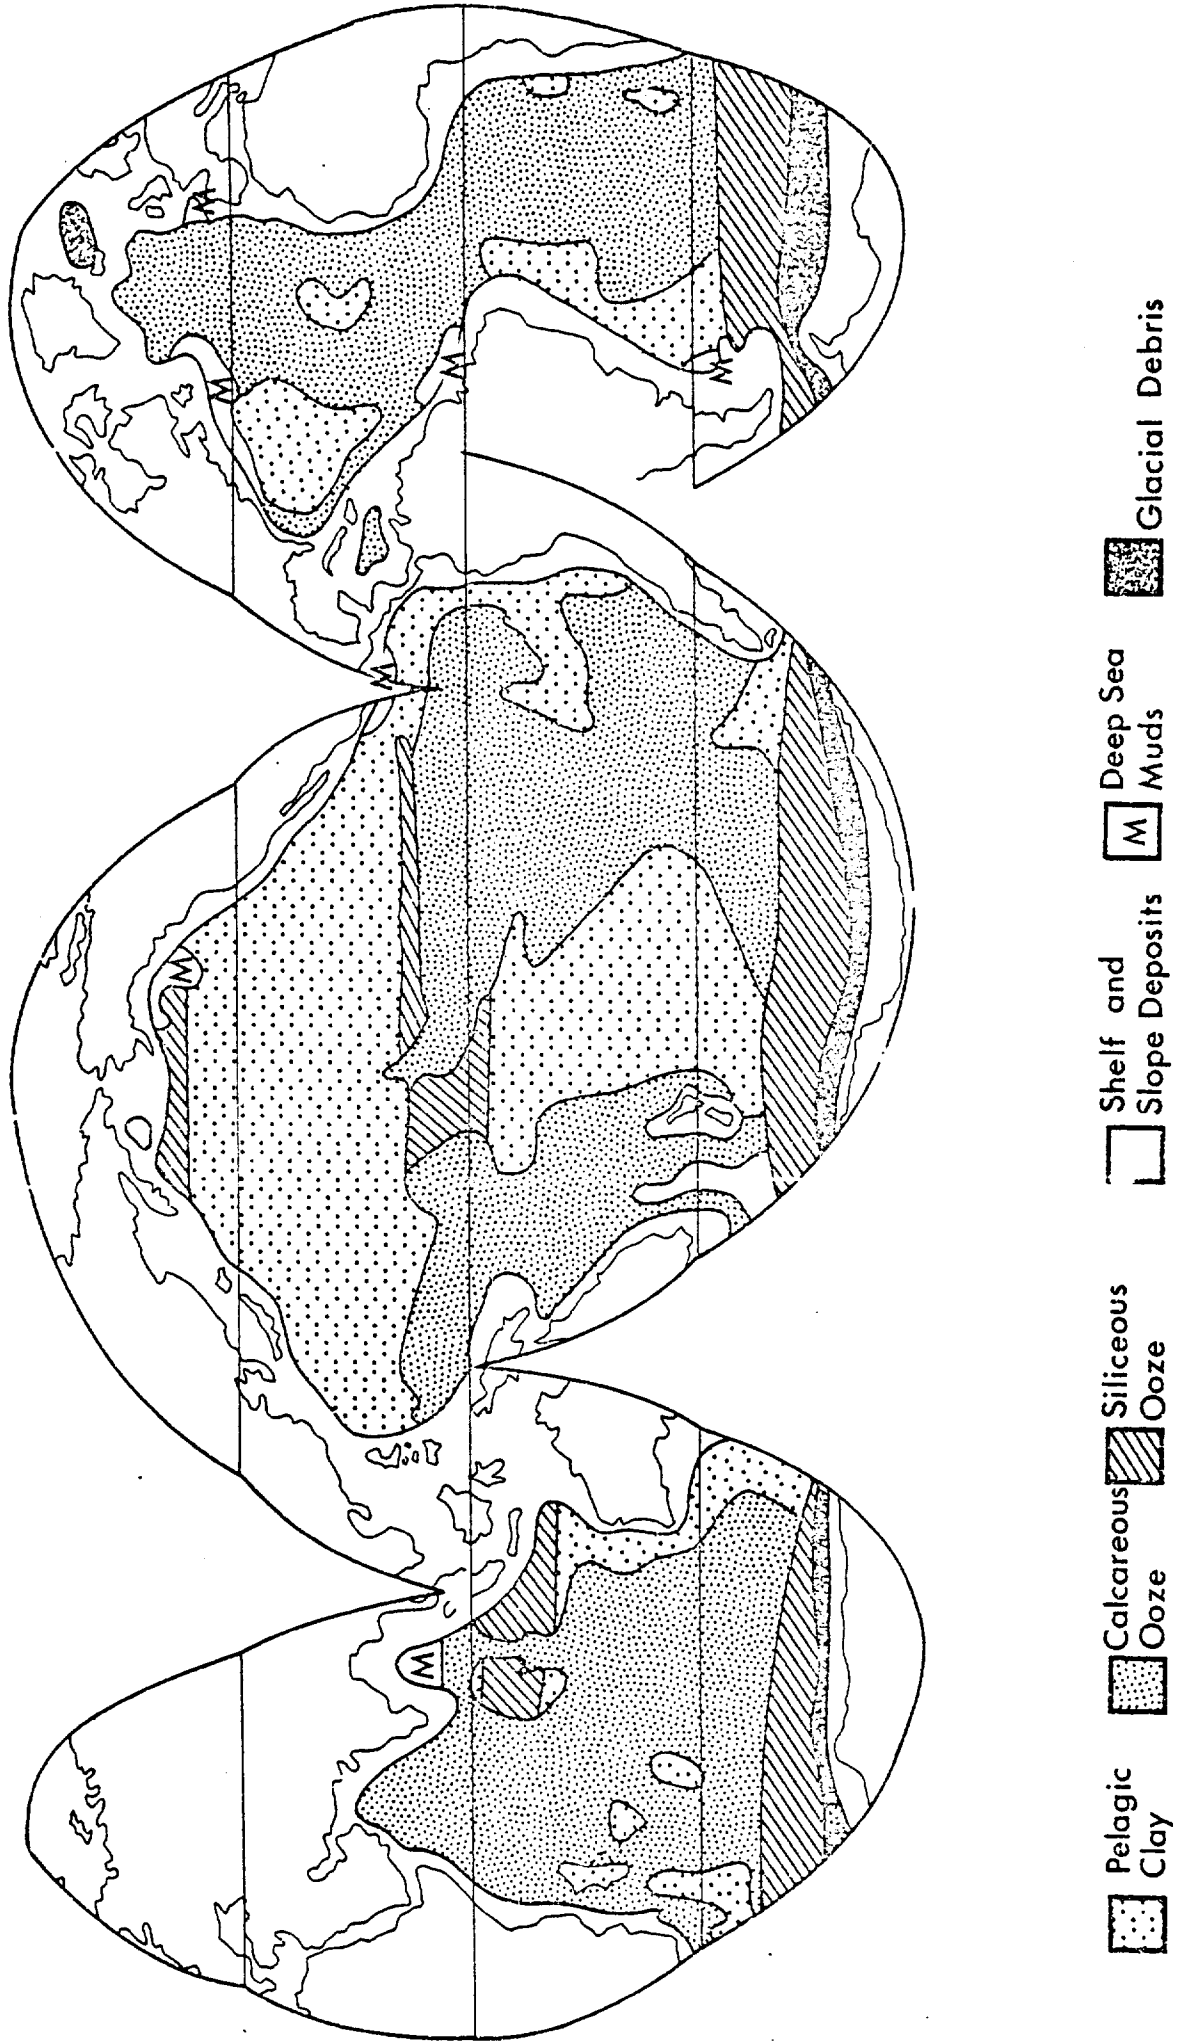 M
M
M
M
M
M
M
Pelagic
Clay
Calcareous
Ooze
Siliceous
Ooze
Shelf and
Slope Deposits
M
Deep Sea
Muds
Glacial Debris